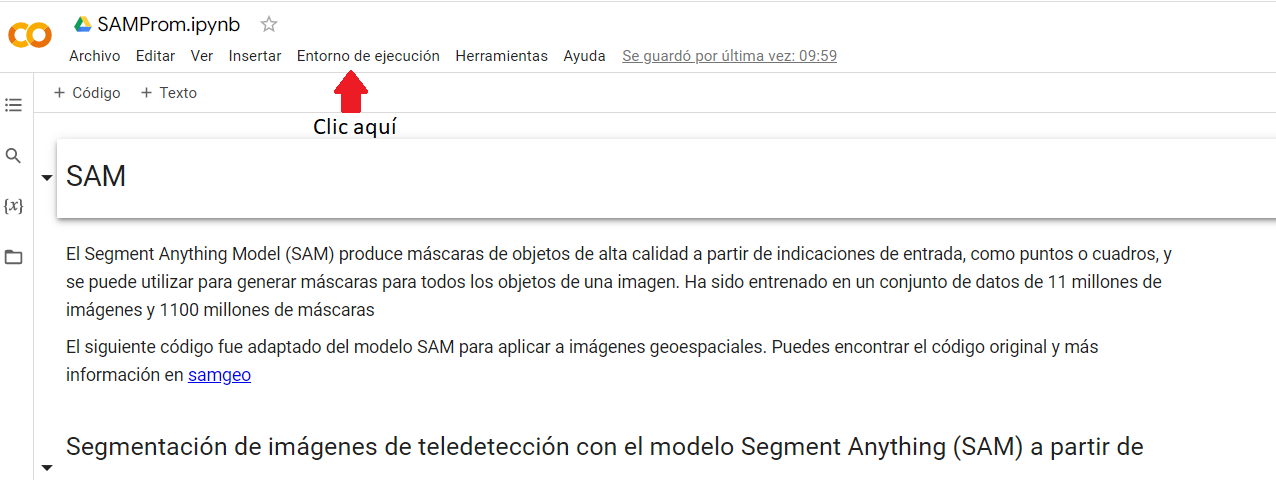 SAMProm.ipynb
Archivo Editar Ver Insertar Entorno de ejecución Herramientas Ayuda Se guardó por última vez: 09:59
+ Código + Texto
Clic aquí
SAM
{x}
El Segment Anything Model (SAM) produce máscaras de objetos de alta calidad a partir de indicaciones de entrada, como puntos o cuadros, y
se puede utilizar para generar máscaras para todos los objetos de una imagen. Ha sido entrenado en un conjunto de datos de 11 millones de
imágenes y 1100 millones de máscaras
El siguiente código fue adaptado del modelo SAM para aplicar a imágenes geoespaciales. Puedes encontrar el código original y más
información en samgeo
Segmentación de imágenes de teledetección con el modelo Segment Anything (SAM) a partir de